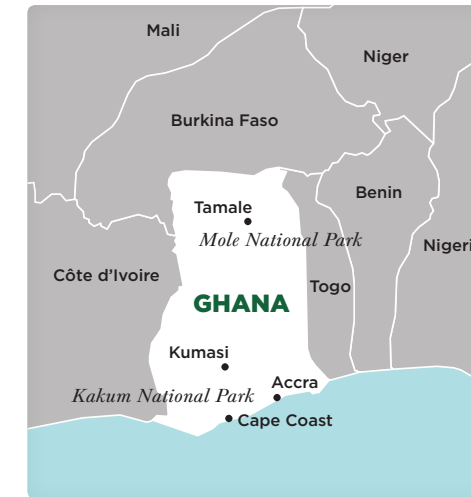 Mali
Niger
Burkina Faso
Benin
Tamale
Mole National Park
Nigeri
Côte d'Ivoire
Togo
GHANA
Kumasi
Accra
Kakum National Park
Cape Coast